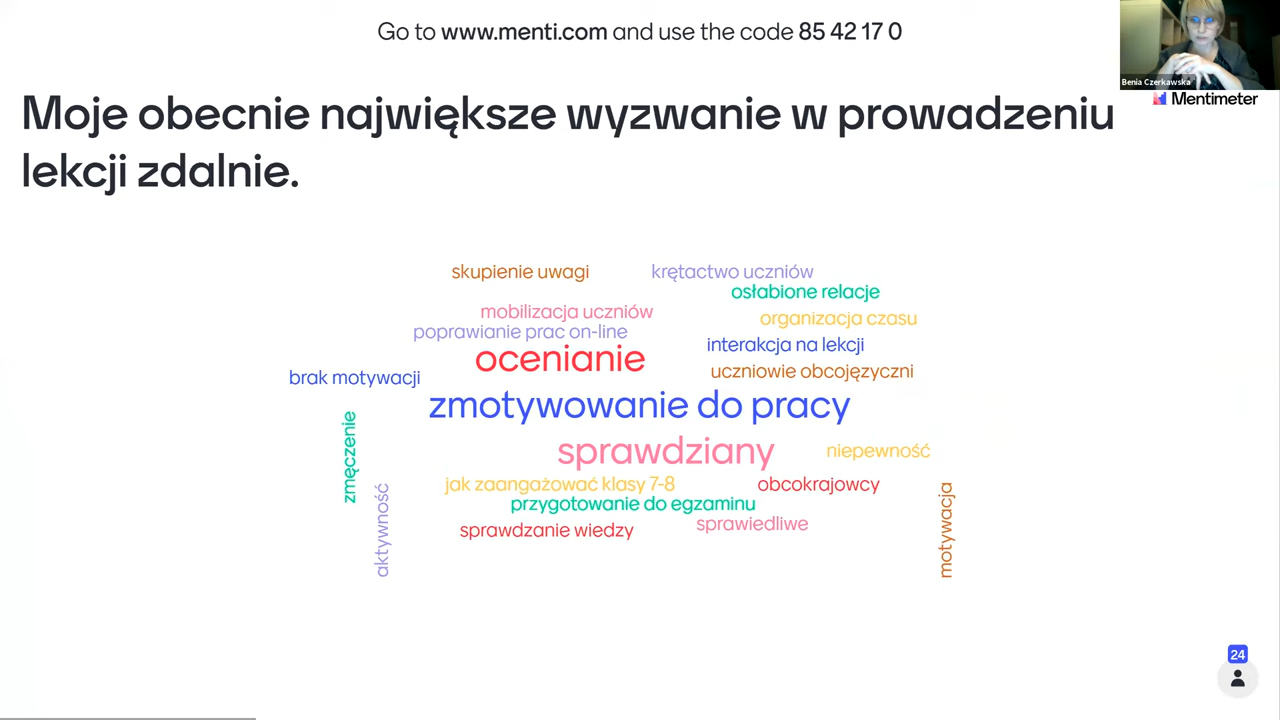 Go to www.menti.com and use the code 85 42 17 0
Benia Czerkawska
Mentimeter
Moje obecnie największe wyzwanie w prowadzeniu
lekcji zdalnie.
skupienie uwagi
krętactwo uczniów
osłabione relacje
mobilizacja uczniów
organizacja czasu
poprawianie prac on-line
interakcja na lekcji
ocenianie
uczniowie obcojęzyczni
brak motywacji
zmotywowanie do pracy
zmęczenie
sprawdziany
niepewność
jak zaangażować klasy 7-8
obcokrajowcy
aktywność
motywacja
przygotowanie do egzaminu
sprawiedliwe
sprawdzanie wiedzy
24